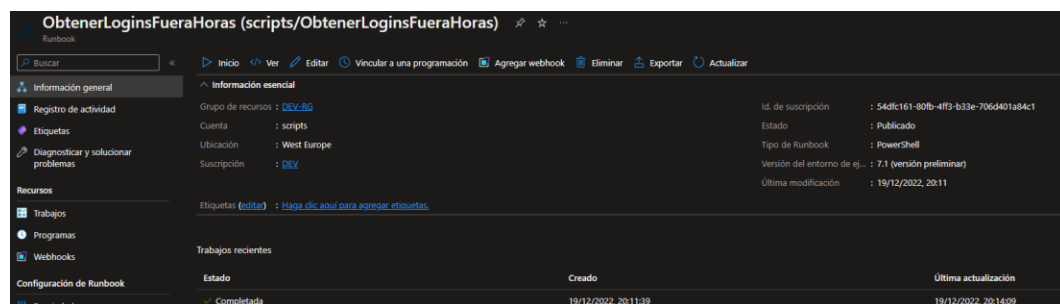 ObtenerLoginsFueraHoras (scripts/ObtenerLoginsFueraHoras)
Runbook
Buscar
Inicio Ver Editar Vincular a una programación Agregar webhook Eliminar Exportar Actualizar
Información general
Registro de actividad
Etiquetas
Diagnosticar y solucionar
problemas
Recursos
Trabajos
Programas
Webhooks
Configuración de Runbook
Información esencial
Grupo de recursos : DEV-RG
Cuenta : scripts
Ubicación : West Europe
Suscripción : DEV
Id. de suscripción : 54dfc161-80fb-4ff3-b33e-706d401a84c1
Estado : Publicado
Tipo de Runbook : PowerShell
Versión del entorno de ej... : 7.1 (versión preliminar)
Última modificación : 19/12/2022, 20:11
Etiquetas (editar) : Haga clic aquí para agregar etiquetas.
Trabajos recientes
Estado Creado Última actualización
Completada 19/12/2022, 20:11:39 19/12/2022, 20:14:09